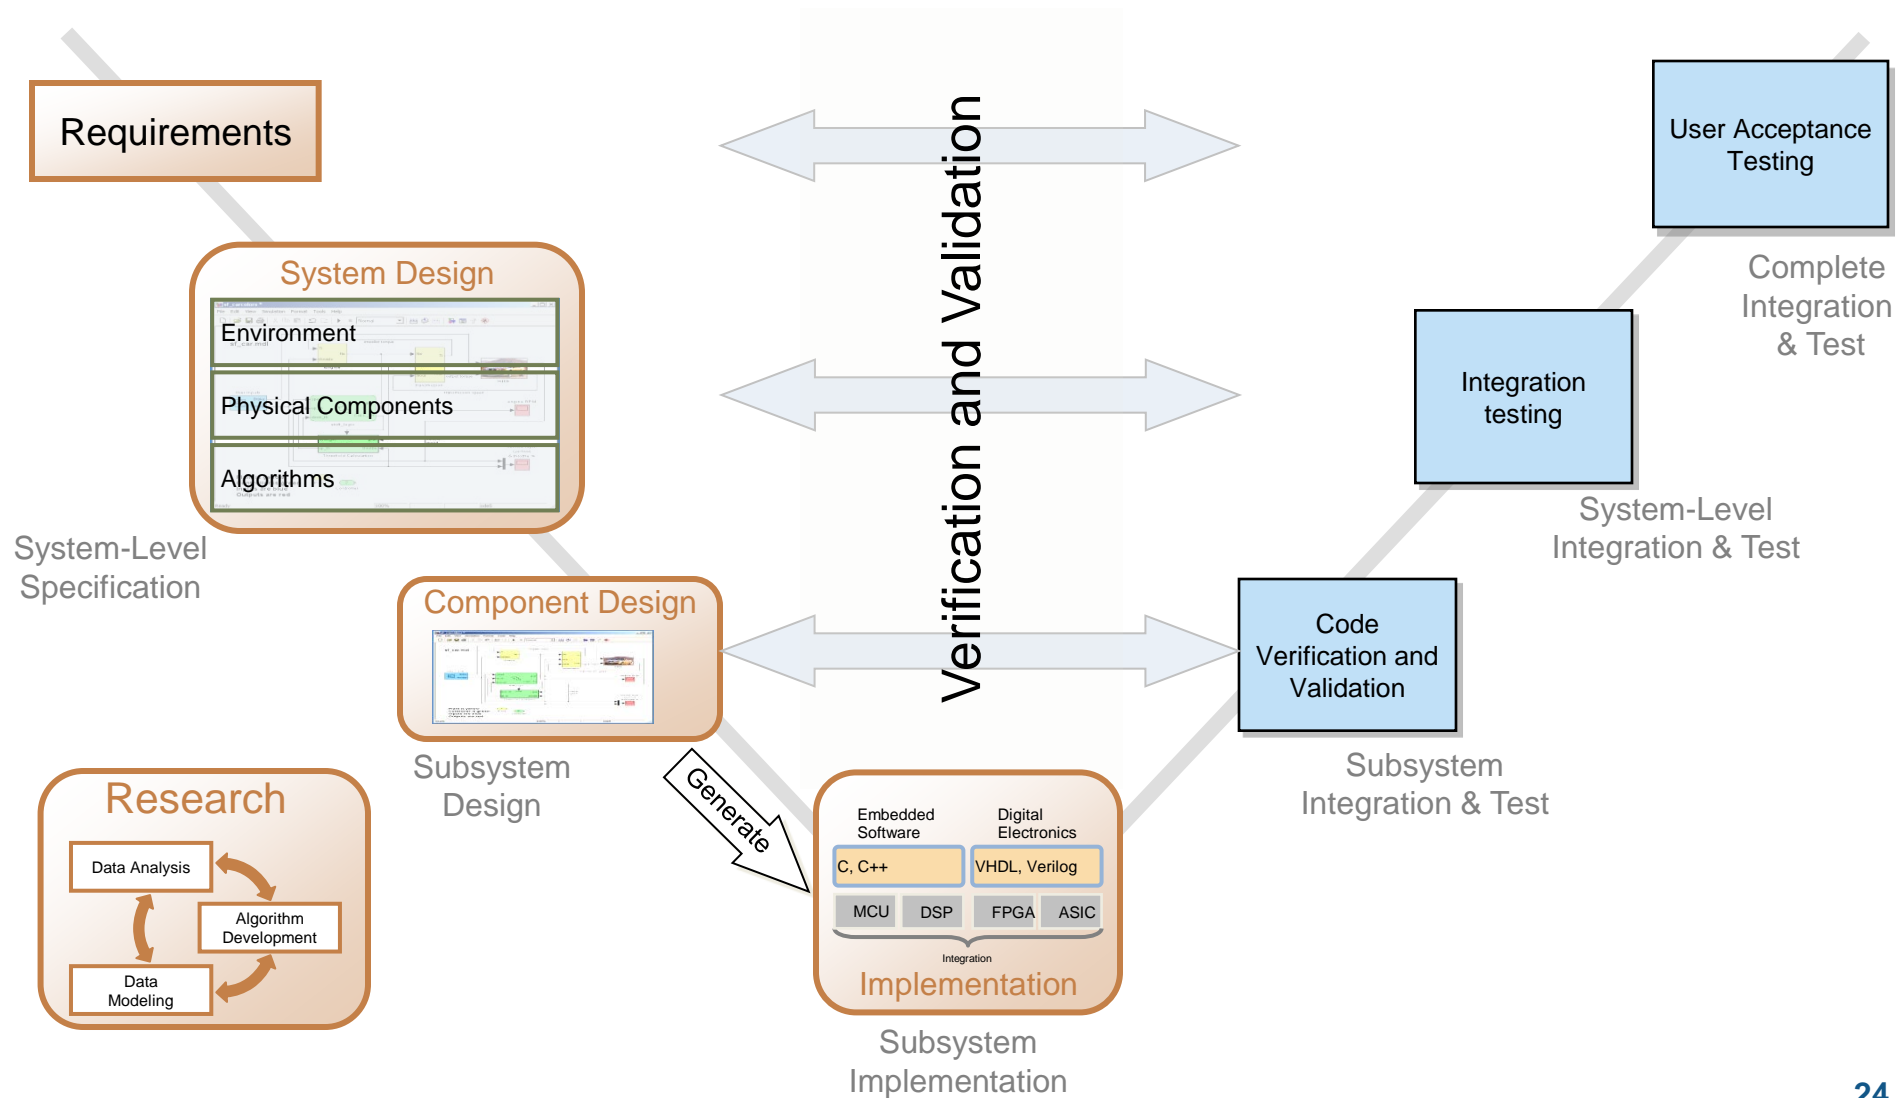 Requirements
System Design
Environment
Physical Components
Algorithms
System-Level
Specification
Component Design
Subsystem
Design
Generate
Research
Data Analysis
Algorithm
Development
Data
Modeling
Verification and Validation
Embedded
Software
Digital
Electronics
C, C++
VHDL, Verilog
MCU
DSP
FPGA
ASIC
Integration
Implementation
Subsystem
Implementation
User Acceptance
Testing
Complete
Integration
& Test
Integration
testing
System-Level
Integration & Test
Code
Verification and
Validation
Subsystem
Integration & Test
24